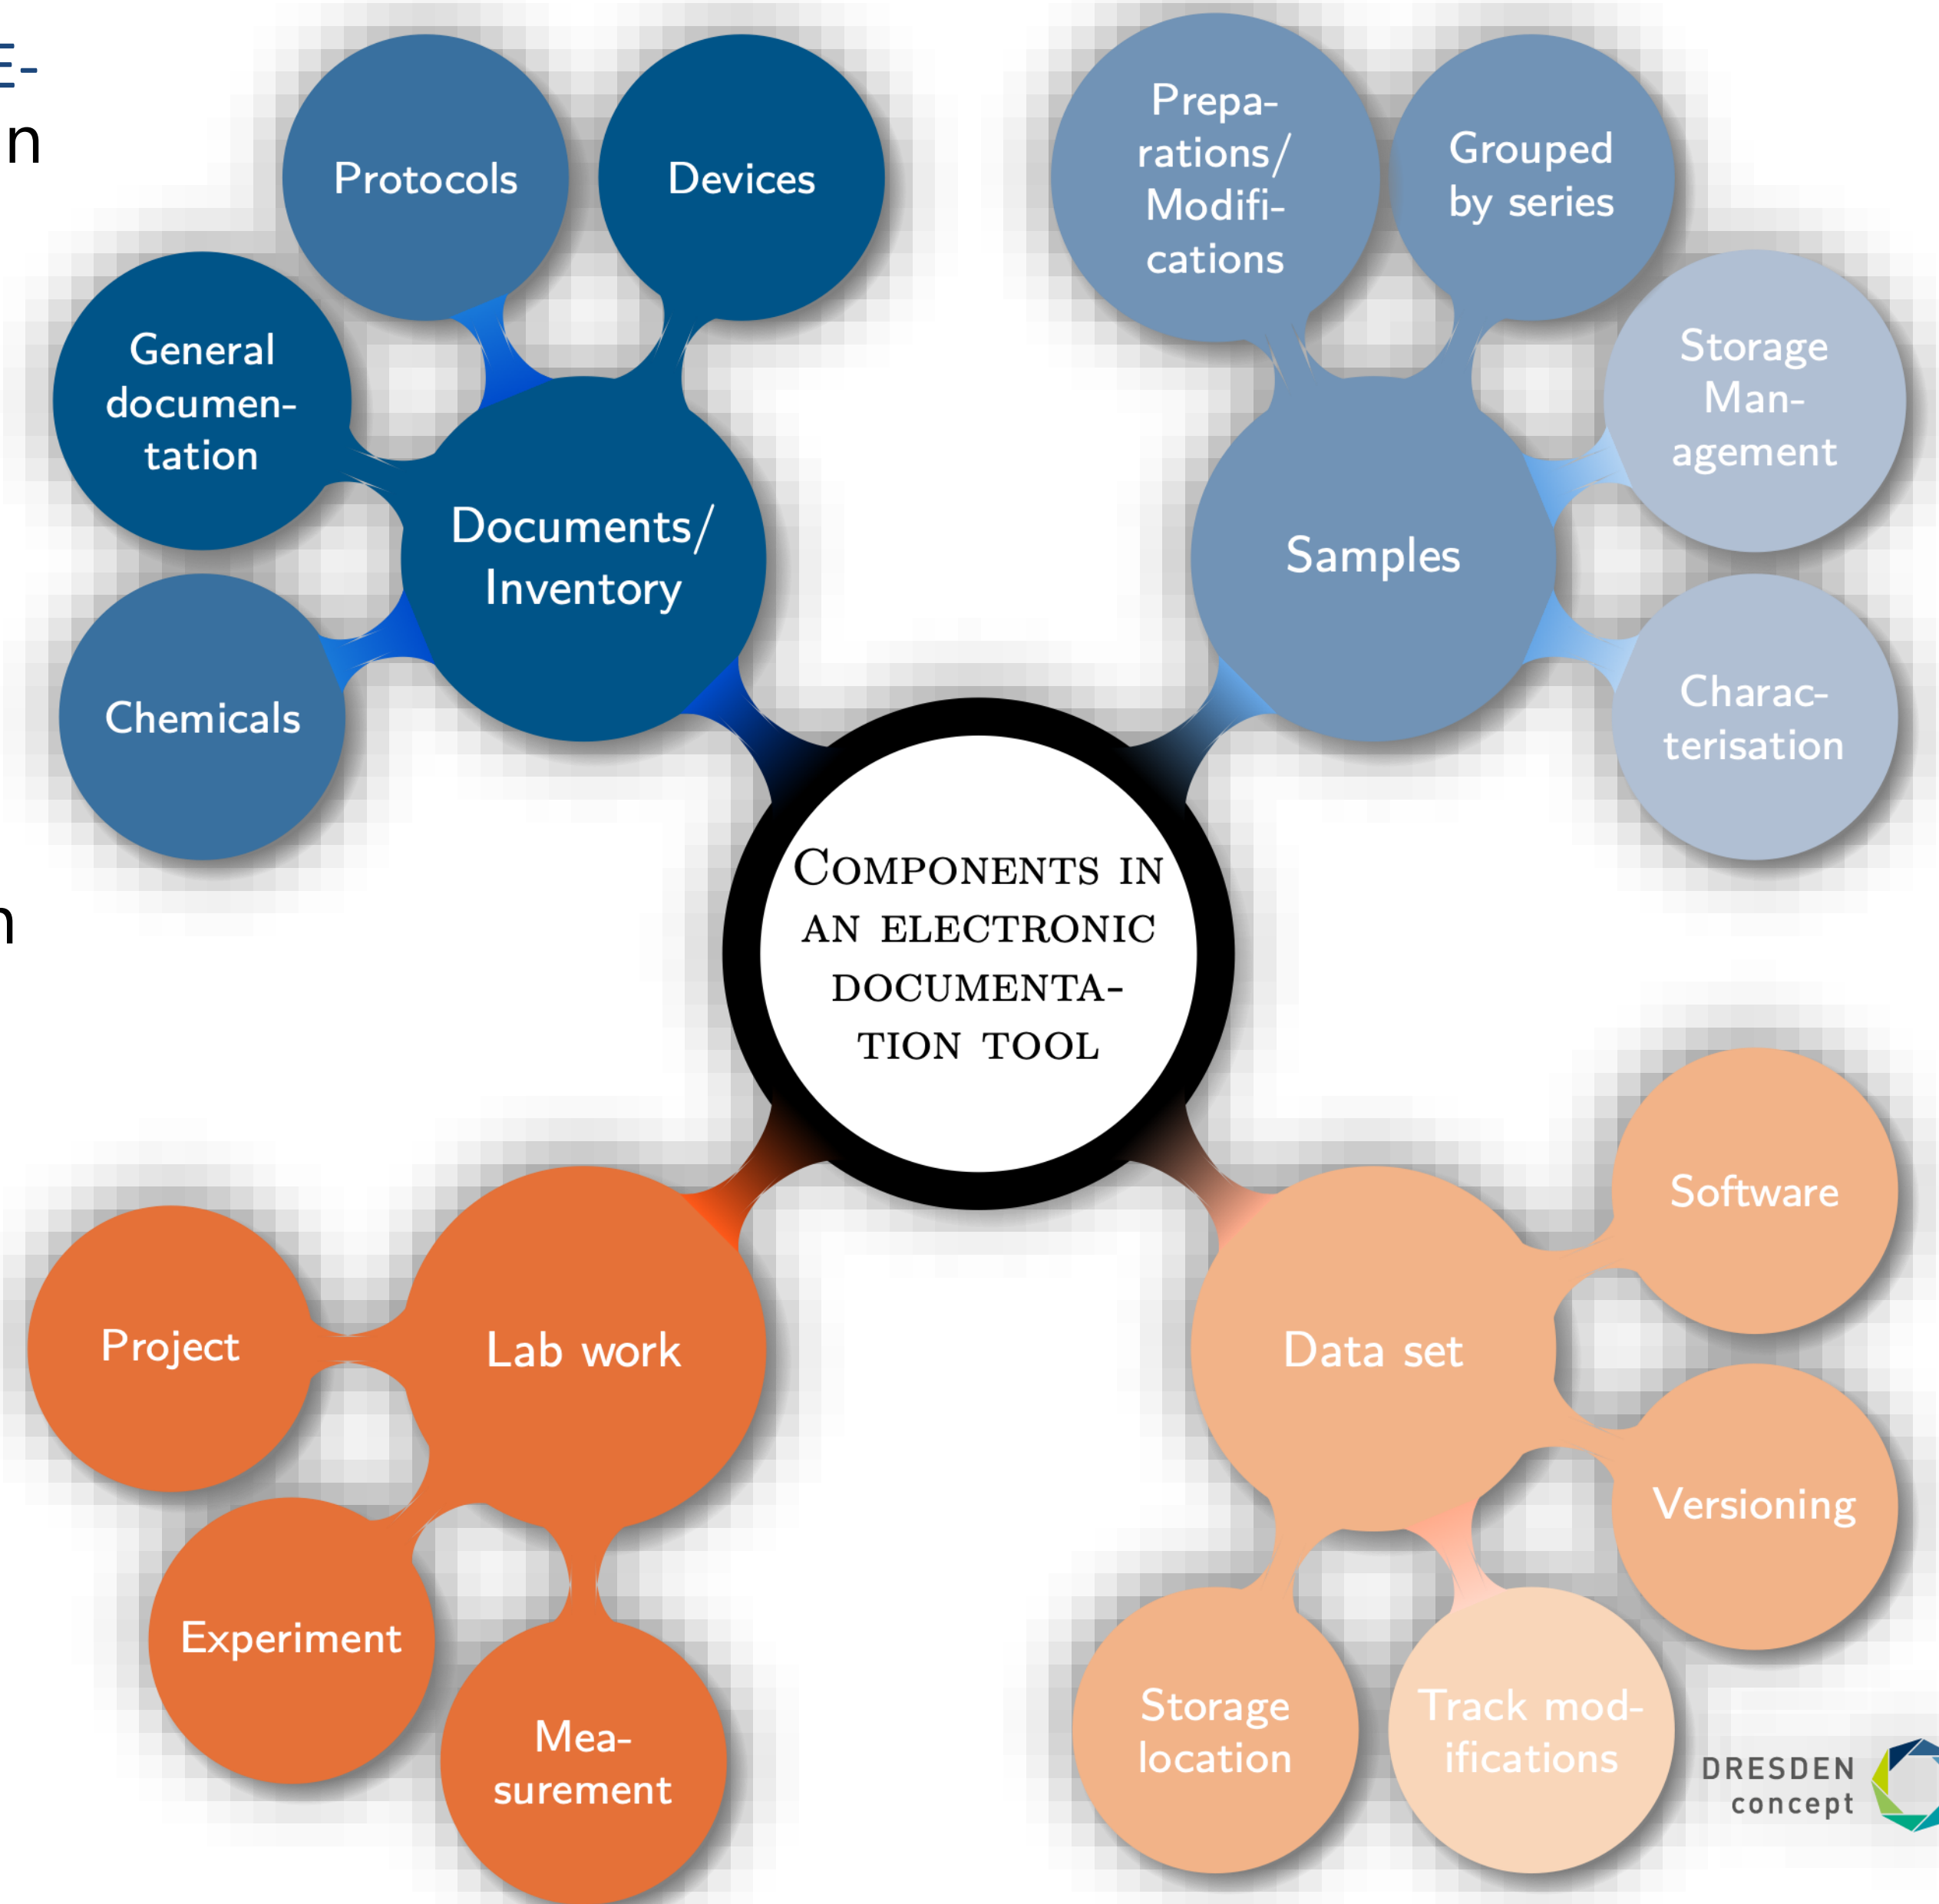 E-
n
Protocols
Devices
General
documen-
tation
Chemicals
Documents/
Inventory
Prepa-
rations/
Modifi-
cations
Grouped
by series
Storage
Man-
agement
Charac-
terisation
Samples
n
Components in
an electronic
documenta-
tion tool
Project
Lab work
Experiment
Mea-
surement
Data set
Software
Versioning
Storage
location
Track mod-
ifications
DRESDEN
concept